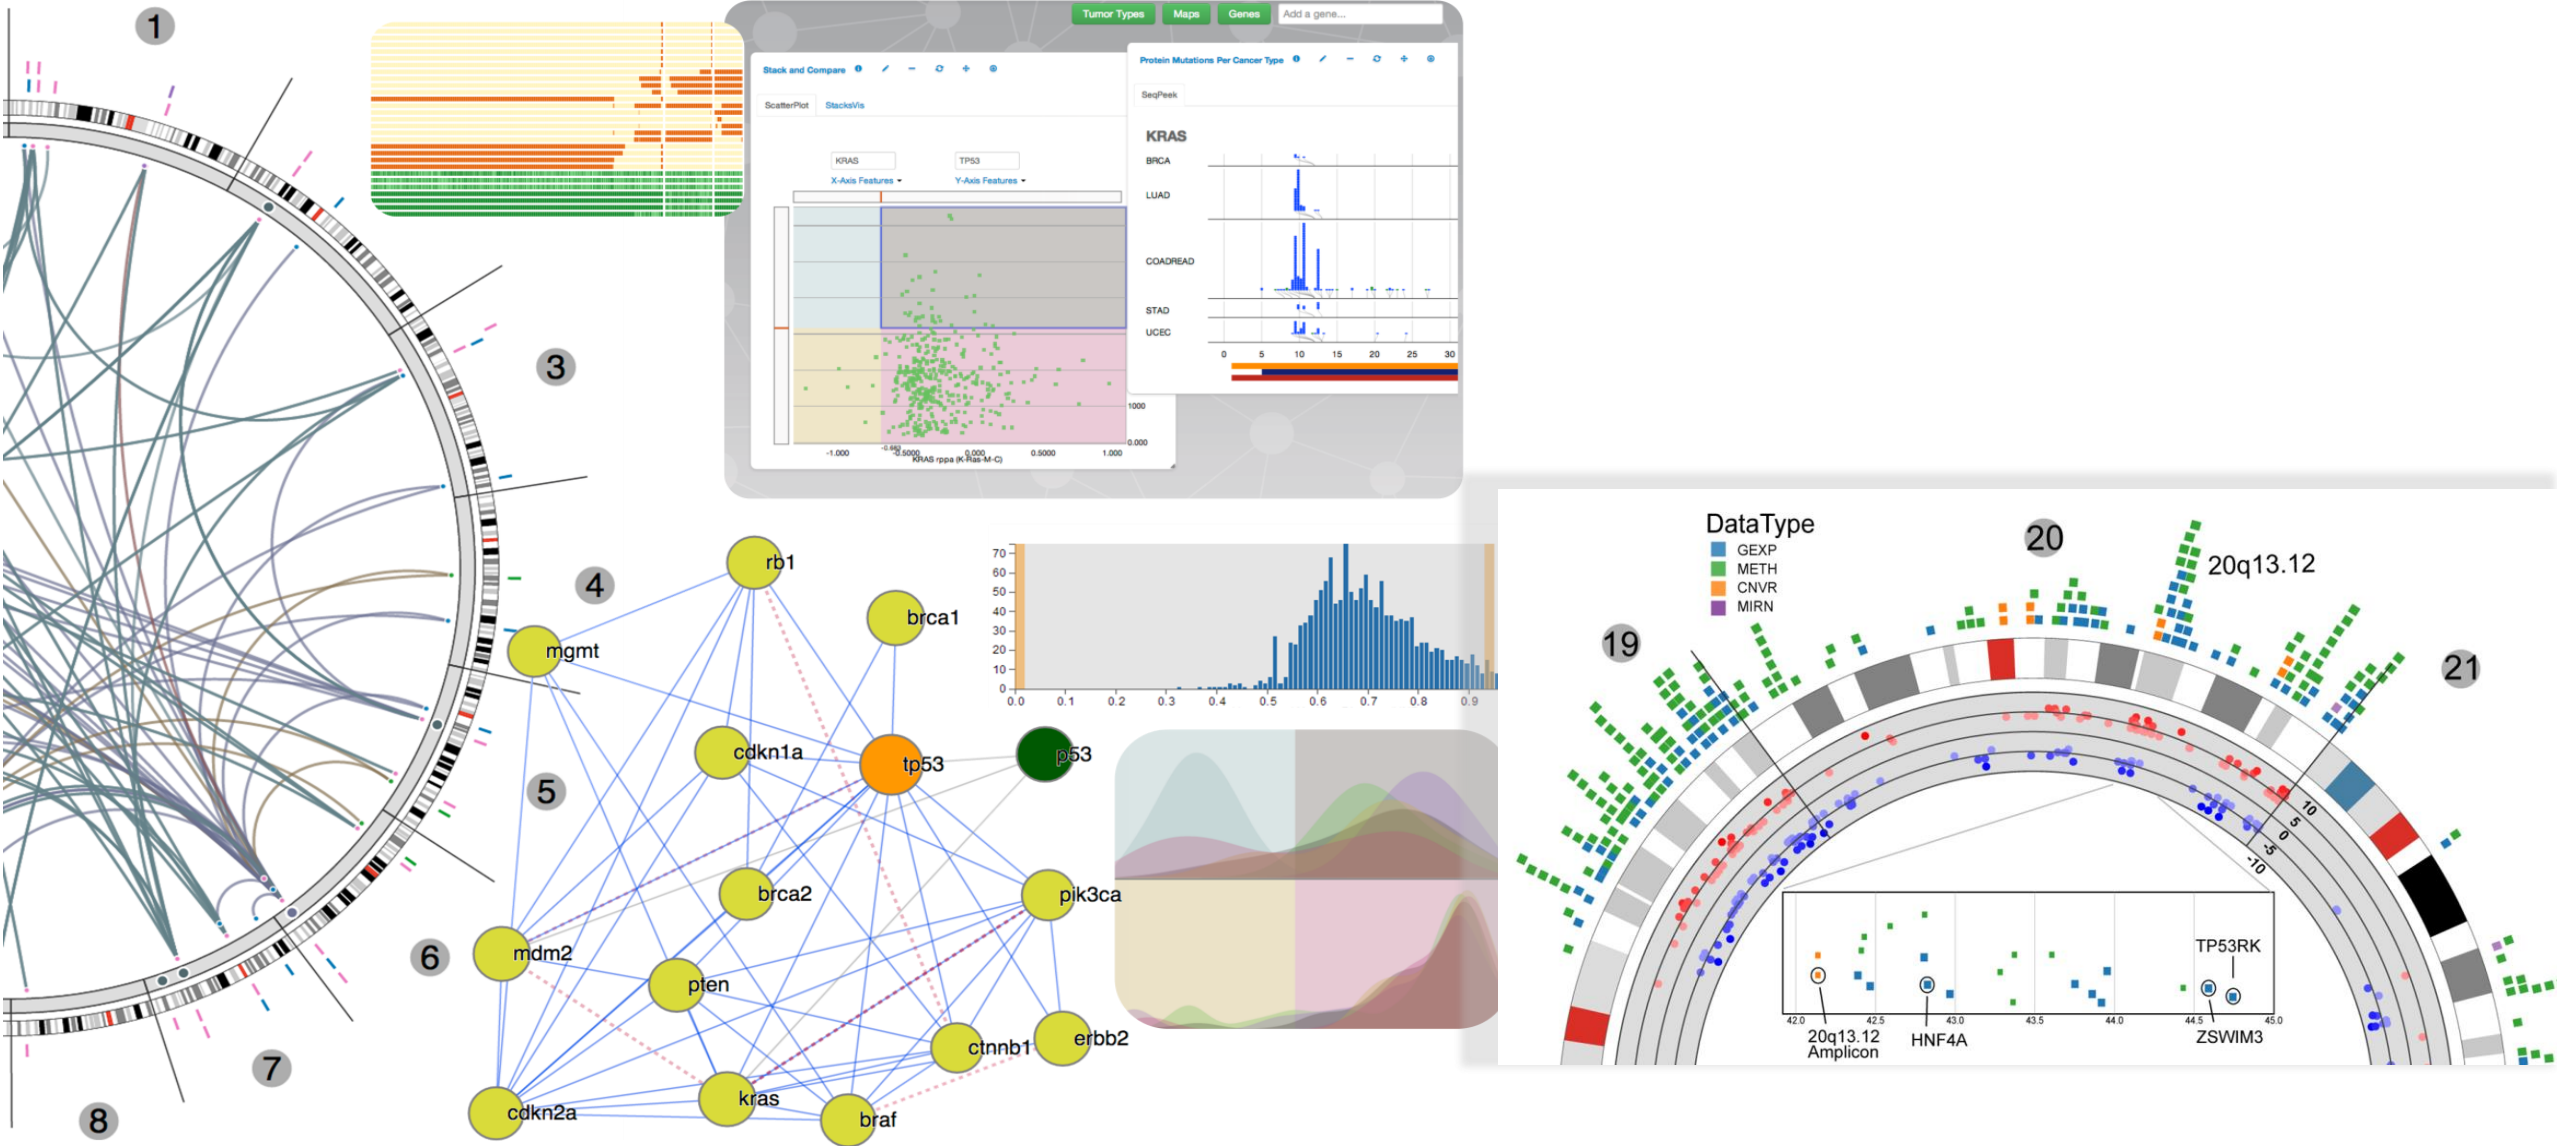 1
3
4
5
6
7
8
Tumor Types Maps Genes Add a gene...
Stack and Compare
ScatterPlot StacksVis
KRAS TP53
X-Axis Features Y-Axis Features
1000
0.000
-1.000 -0.5000 0.000 0.5000 1.000
KRAS rppa (K-Ras-M-C)
Protein Mutations Per Cancer Type
SeqPeek
KRAS
BRCA
LUAD
COADREAD
STAD
UCEC
0 5 10 15 20 25 30
rb1
brca1
mgmt
cdkn1a
tp53
p53
brca2
pik3ca
mdm2
pten
ctnnb1
erbb2
kras
cdkn2a
braf
70
60
50
40
30
20
10
0
0.0 0.1 0.2 0.3 0.4 0.5 0.6 0.7 0.8 0.9
DataType
GEXP
METH
CNVR
MIRN
19
20
20q13.12
21
10
5
0
-5
-10
TP53RK
42.0 42.5 43.0 43.5 44.0 44.5 45.0
20q13.12
Amplicon
HNF4A
ZSWIM3